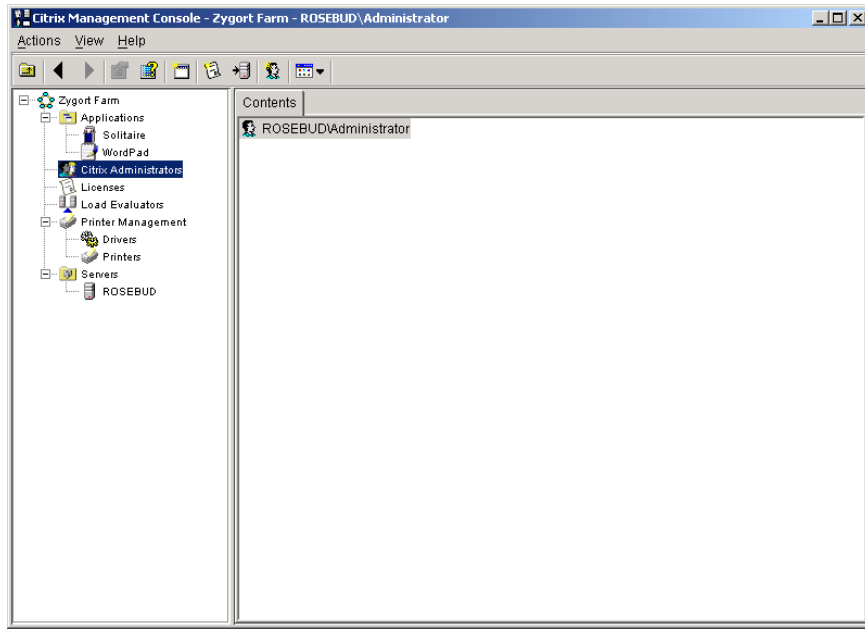 Citrix Management Console - Zygort Farm - ROSEBUD\Administrator
Actions View Help
Zygort Farm
Applications
Solitaire
WordPad
Citrix Administrators
Licenses
Load Evaluators
Printer Management
Drivers
Printers
Servers
ROSEBUD
Contents
ROSEBUD\Administrator